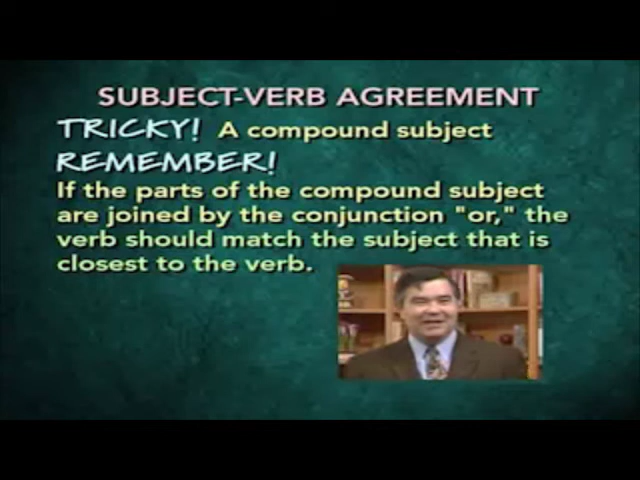 SUBJECT-VERB AGREEMENT
TRICKY! A compound subject
REMEMBER!
If the parts of the compound subject
are joined by the conjunction "or," the
verb should match the subject that is
closest to the verb.